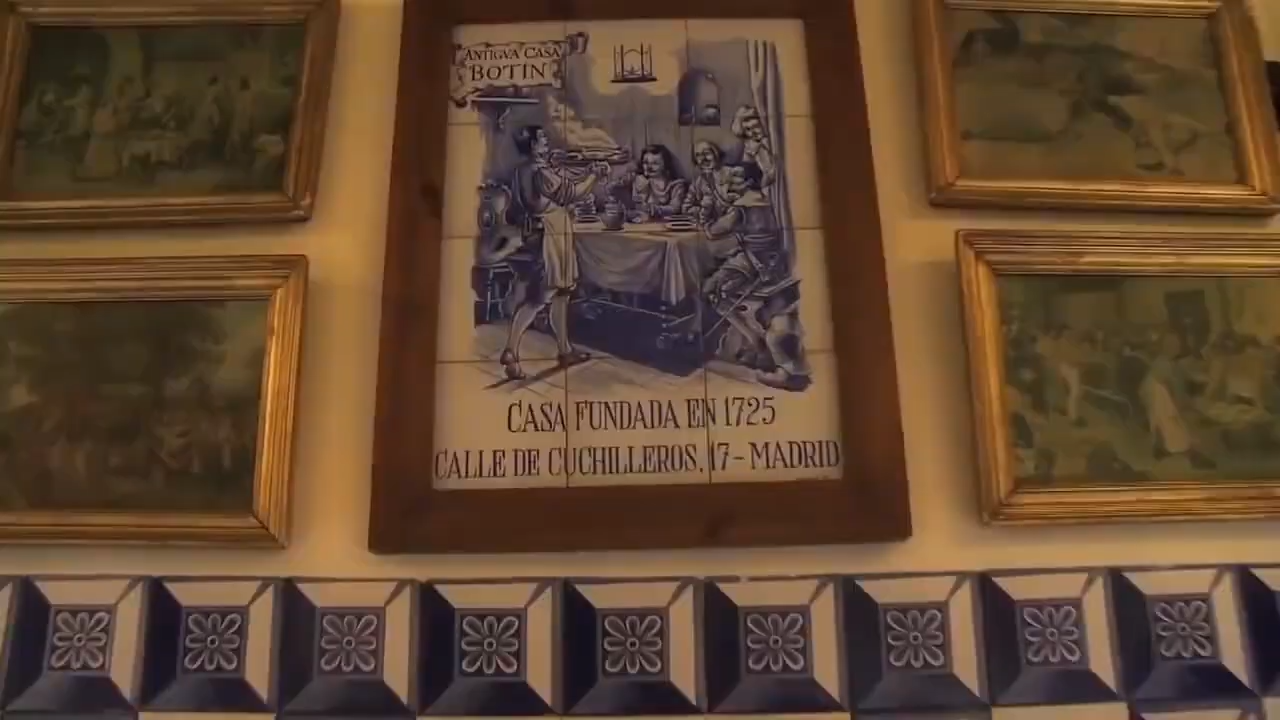 ANTIGVA CASA
BOTIN
CASA FUNDADA EN 1725
CALLE DE CUCHILLEROS, 17 - MADRID